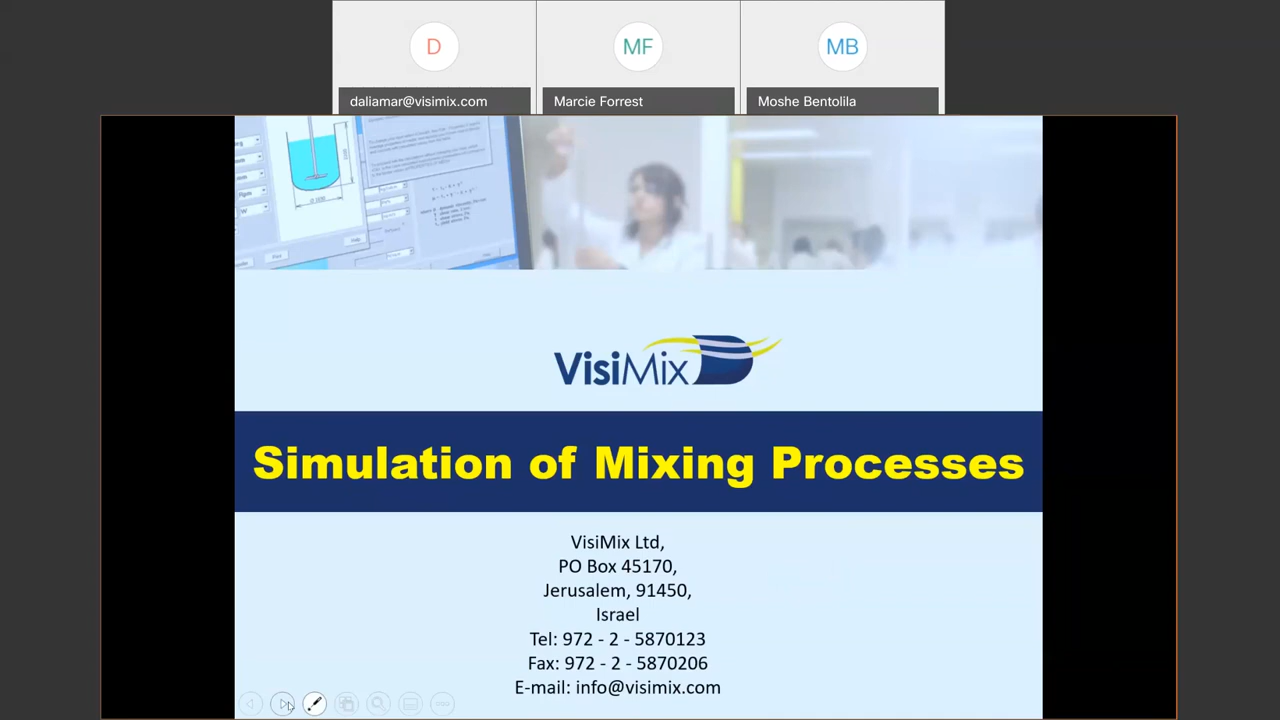 D
MF
MB
daliamar@visimix.com
Marcie Forrest
Moshe Bentolila
Help
VisiMix
Simulation of Mixing Processes
VisiMix Ltd,
PO Box 45170,
Jerusalem, 91450,
Israel
Tel: 972 - 2 - 5870123
Fax: 972 - 2 - 5870206
E-mail: info@visimix.com